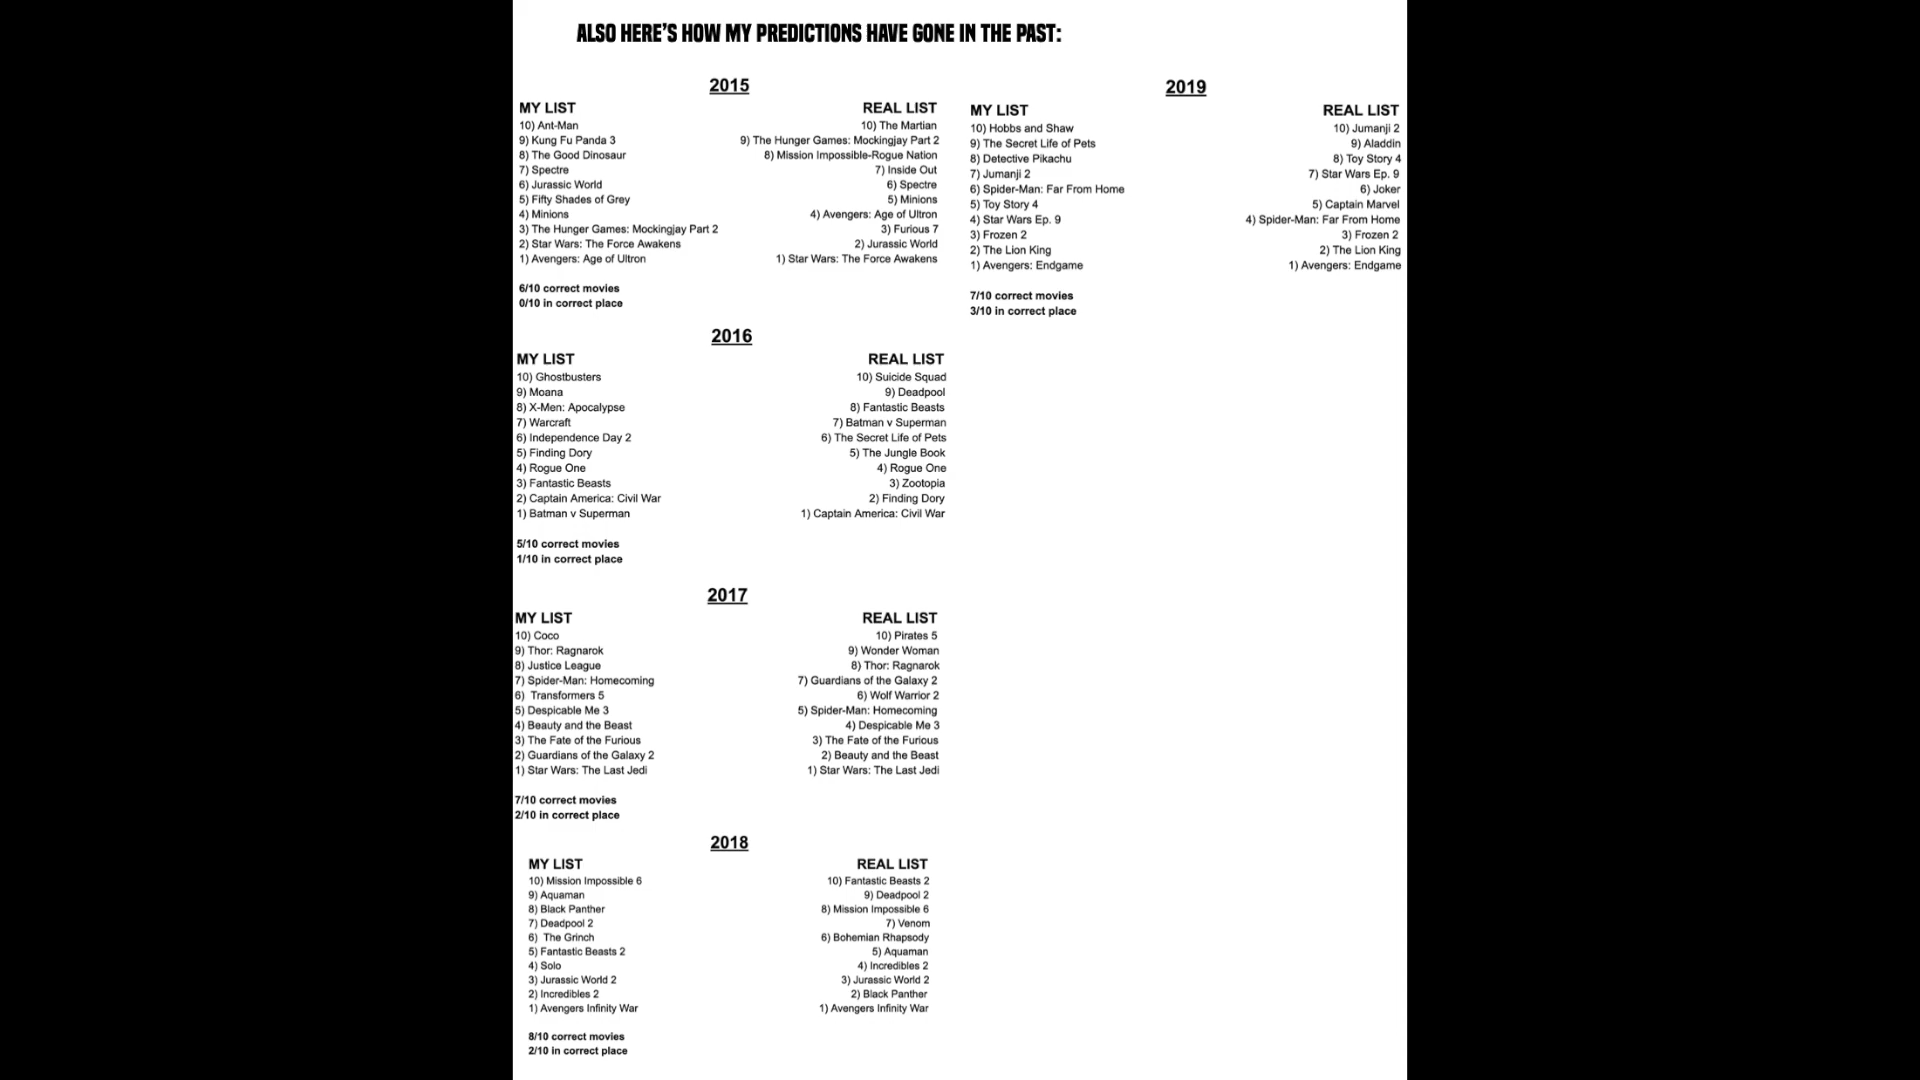 ALSO HERE'S HOW MY PREDICTIONS HAVE GONE IN THE PAST:
2015
MY LIST
10) Ant-Man
9) Kung Fu Panda 3
8) The Good Dinosaur
7) Spectre
6) Jurassic World
5) Fifty Shades of Grey
4) Minions
3) The Hunger Games: Mockingjay Part 2
2) Star Wars: The Force Awakens
1) Avengers: Age of Ultron
6/10 correct movies
0/10 in correct place
REAL LIST
10) The Martian
9) The Hunger Games: Mockingjay Part 2
8) Mission Impossible-Rogue Nation
7) Inside Out
6) Spectre
5) Minions
4) Avengers: Age of Ultron
3) Furious 7
2) Jurassic World
1) Star Wars: The Force Awakens
2016
MY LIST
10) Ghostbusters
9) Moana
8) X-Men: Apocalypse
7) Warcraft
6) Independence Day 2
5) Finding Dory
4) Rogue One
3) Fantastic Beasts
2) Captain America: Civil War
1) Batman v Superman
5/10 correct movies
1/10 in correct place
REAL LIST
10) Suicide Squad
9) Deadpool
8) Fantastic Beasts
7) Batman v Superman
6) The Secret Life of Pets
5) The Jungle Book
4) Rogue One
3) Zootopia
2) Finding Dory
1) Captain America: Civil War
2017
MY LIST
10) Coco
9) Thor: Ragnarok
8) Justice League
7) Spider-Man: Homecoming
6) Transformers 5
5) Despicable Me 3
4) Beauty and the Beast
3) The Fate of the Furious
2) Guardians of the Galaxy 2
1) Star Wars: The Last Jedi
7/10 correct movies
2/10 in correct place
REAL LIST
10) Pirates 5
9) Wonder Woman
8) Thor: Ragnarok
7) Guardians of the Galaxy 2
6) Wolf Warrior 2
5) Spider-Man: Homecoming
4) Despicable Me 3
3) The Fate of the Furious
2) Beauty and the Beast
1) Star Wars: The Last Jedi
2018
MY LIST
10) Mission Impossible 6
9) Aquaman
8) Black Panther
7) Deadpool 2
6) The Grinch
5) Fantastic Beasts 2
4) Solo
3) Jurassic World 2
2) Incredibles 2
1) Avengers Infinity War
8/10 correct movies
2/10 in correct place
REAL LIST
10) Fantastic Beasts 2
9) Deadpool 2
8) Mission Impossible 6
7) Venom
6) Bohemian Rhapsody
5) Aquaman
4) Incredibles 2
3) Jurassic World 2
2) Black Panther
1) Avengers Infinity War
2019
MY LIST
10) Hobbs and Shaw
9) The Secret Life of Pets
8) Detective Pikachu
7) Jumanji 2
6) Spider-Man: Far From Home
5) Toy Story 4
4) Star Wars Ep. 9
3) Frozen 2
2) The Lion King
1) Avengers: Endgame
7/10 correct movies
3/10 in correct place
REAL LIST
10) Jumanji 2
9) Aladdin
8) Toy Story 4
7) Star Wars Ep. 9
6) Joker
5) Captain Marvel
4) Spider-Man: Far From Home
3) Frozen 2
2) The Lion King
1) Avengers: Endgame